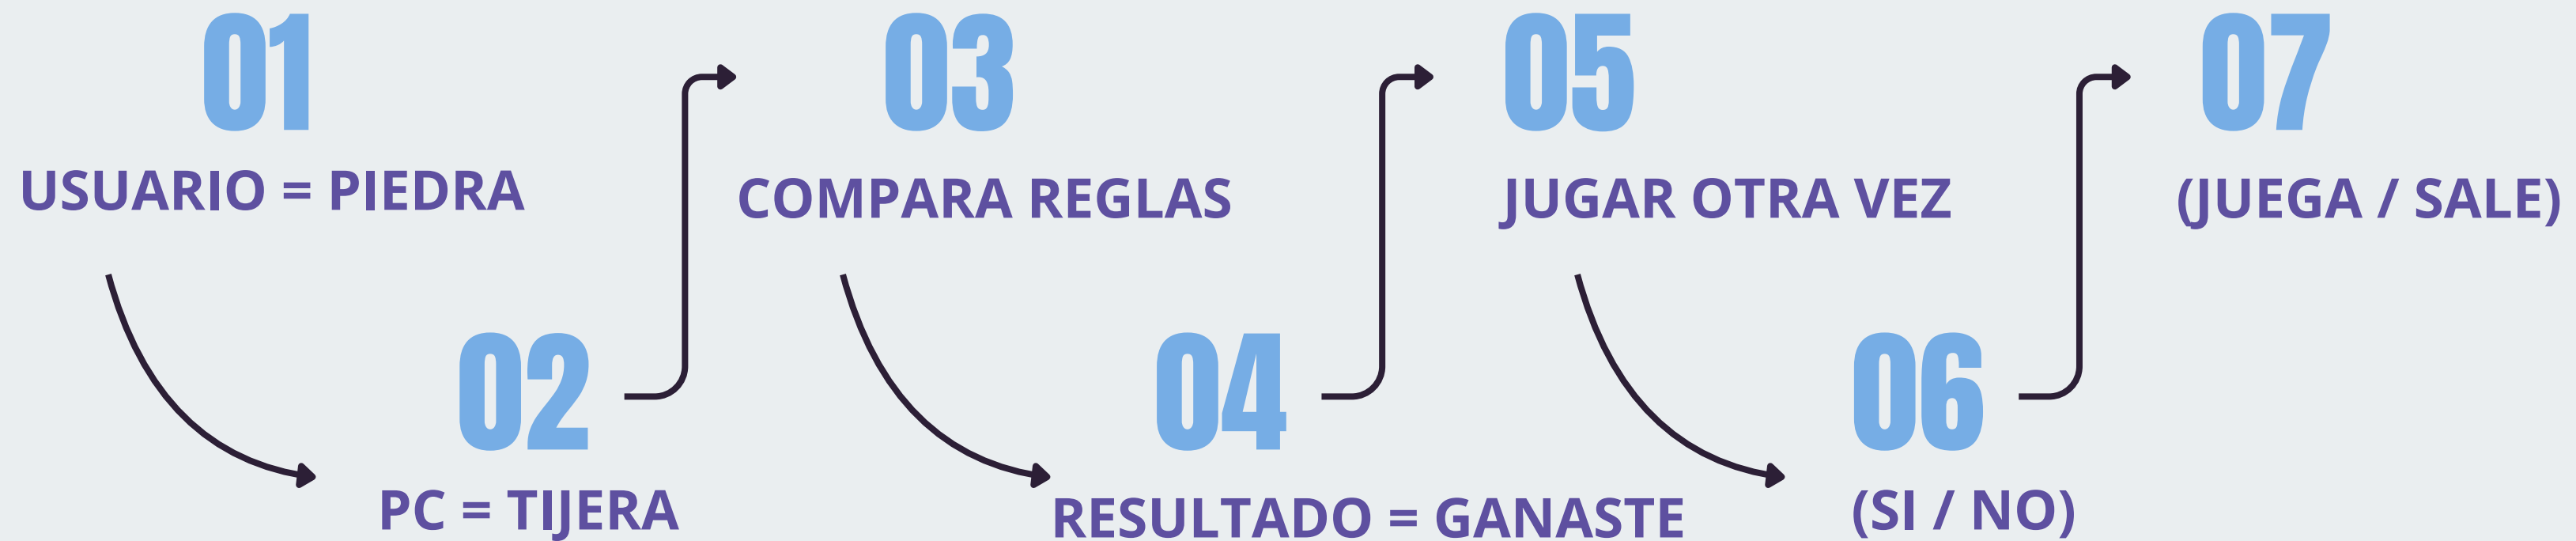 01
USUARIO = PIEDRA
02
PC = TIJERA
03
COMPARA REGLAS
04
RESULTADO = GANASTE
05
JUGAR OTRA VEZ
06
(SI / NO)
07
(JUEGA / SALE)